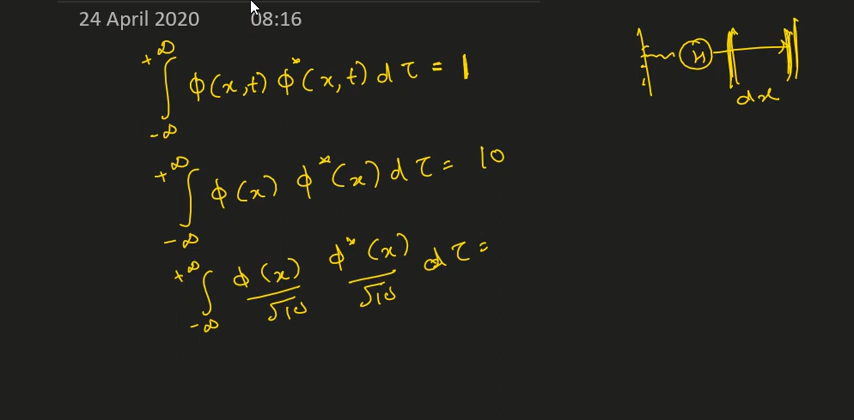 24 April 2020 08:16
+∞ ∫ -∞ ϕ(x,t) ϕ*(x,t) dτ = 1
+∞ ∫ -∞ ϕ(x) ϕ*(x) dτ = 10
+∞ ∫ -∞ ϕ(x)/√10 ϕ*(x)/√10 dτ =
H
dx